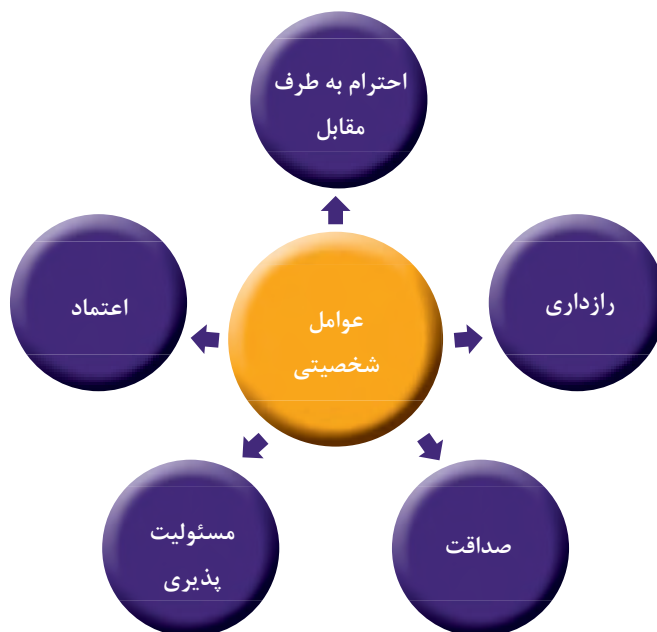 احترام به طرف
مقابل
رازداری
اعتماد
عوامل
شخصیتی
صداقت
مسئولیت
پذیری